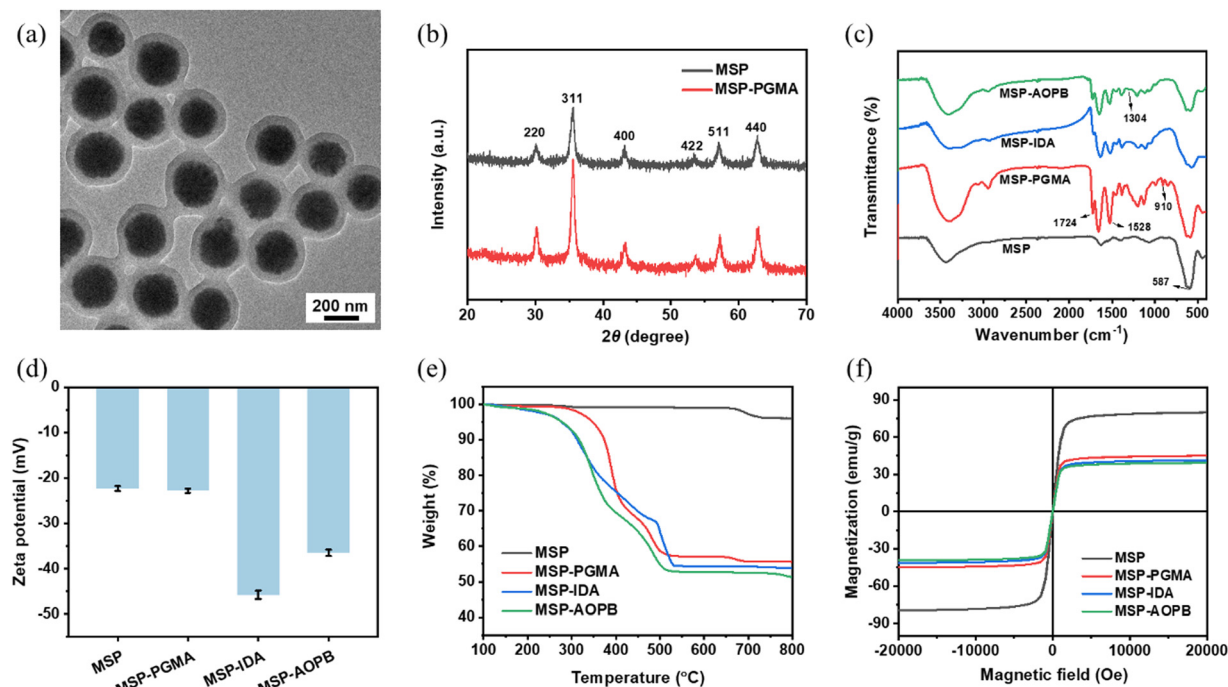 (a)
200 nm
(b)
MSP
MSP-PGMA
311
220
400
422
511
440
Intensity (a.u.)
20
30
40
50
60
70
2θ (degree)
(c)
MSP-AOPB
1304
MSP-IDA
MSP-PGMA
910
1724
1528
MSP
587
Transmittance (%)
4000
3000
2000
1000
500
Wavenumber (cm⁻¹)
(d)
0
-10
-20
-30
-40
-50
Zeta potential (mV)
MSP
MSP-PGMA
MSP-IDA
MSP-AOPB
(e)
100
90
80
70
60
50
40
Weight (%)
MSP
MSP-PGMA
MSP-IDA
MSP-AOPB
100
200
300
400
500
600
700
800
Temperature (°C)
(f)
90
60
30
0
-30
-60
-90
Magnetization (emu/g)
MSP
MSP-PGMA
MSP-IDA
MSP-AOPB
-20000
-10000
0
10000
20000
Magnetic field (Oe)